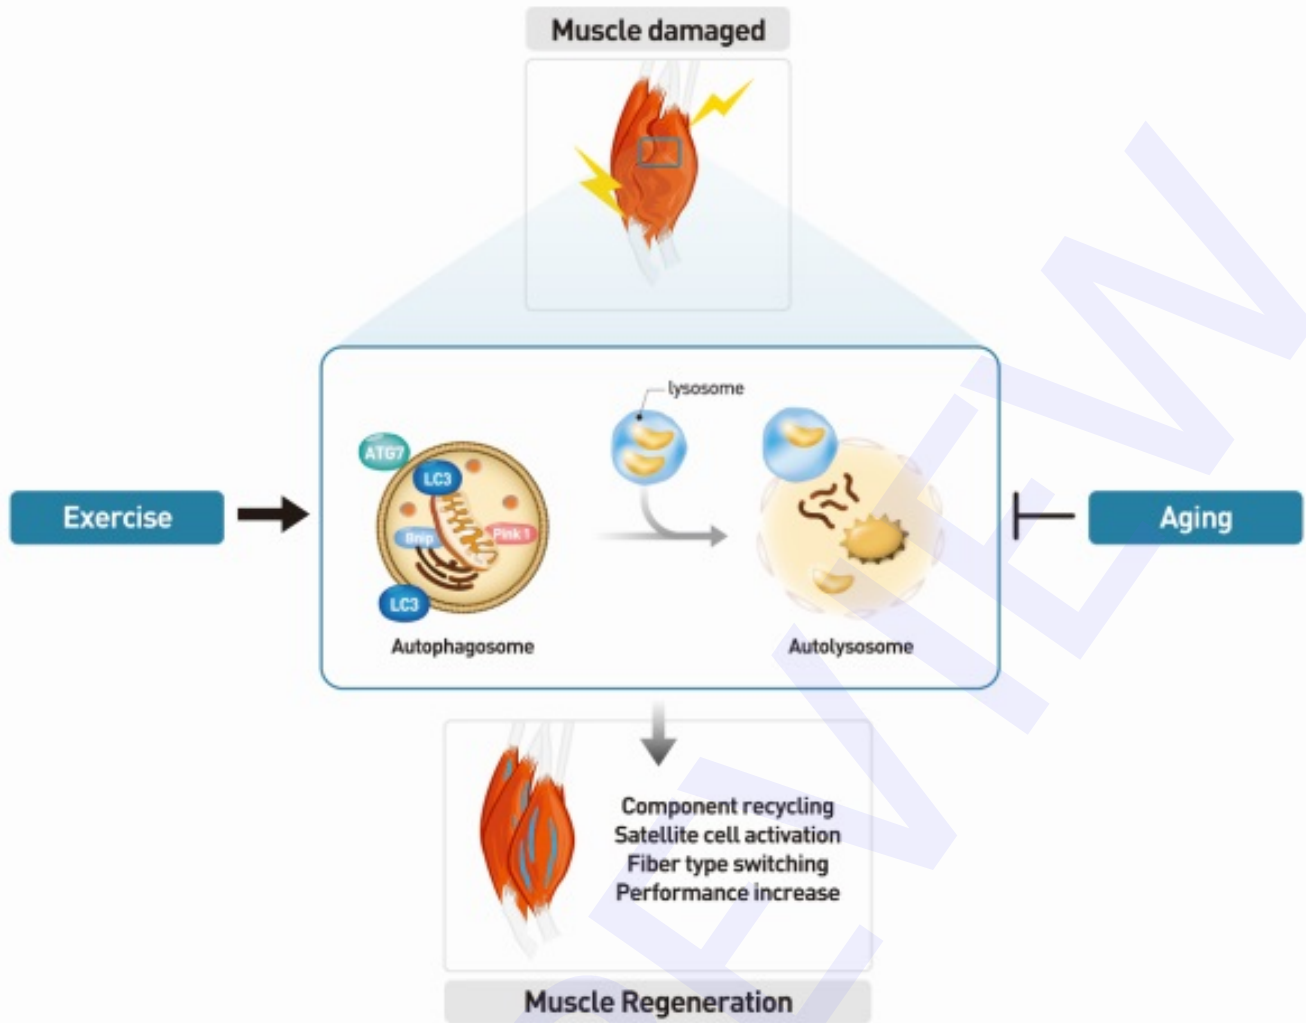 Muscle damaged
lysosome
ATG7
LC3
Bnip
Pink 1
LC3
Autophagosome
Autolysosome
Exercise
Aging
Component recycling
Satellite cell activation
Fiber type switching
Performance increase
Muscle Regeneration